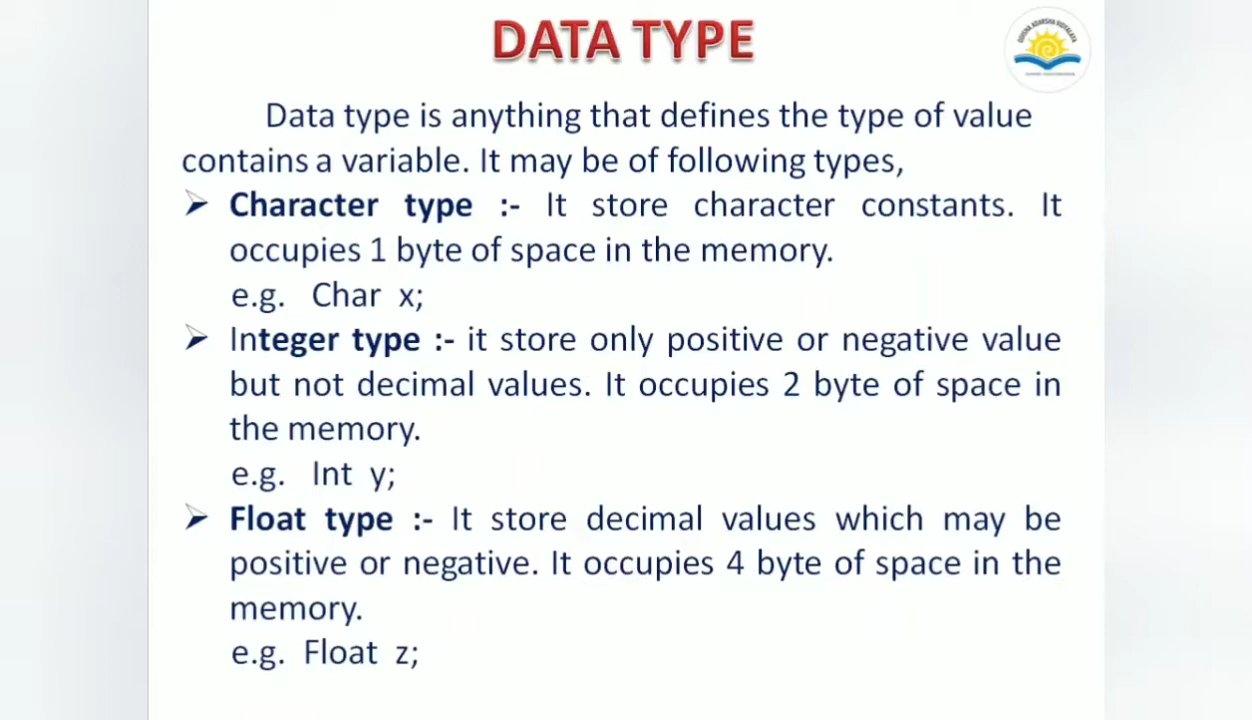 DATA TYPE
ODISHA ADARSHA VIDYALAYA
Data type is anything that defines the type of value
contains a variable. It may be of following types,
➢ Character type :- It store character constants. It
occupies 1 byte of space in the memory.
e.g. Char x;
➢ Integer type :- it store only positive or negative value
but not decimal values. It occupies 2 byte of space in
the memory.
e.g. Int y;
➢ Float type :- It store decimal values which may be
positive or negative. It occupies 4 byte of space in the
memory.
e.g. Float z;